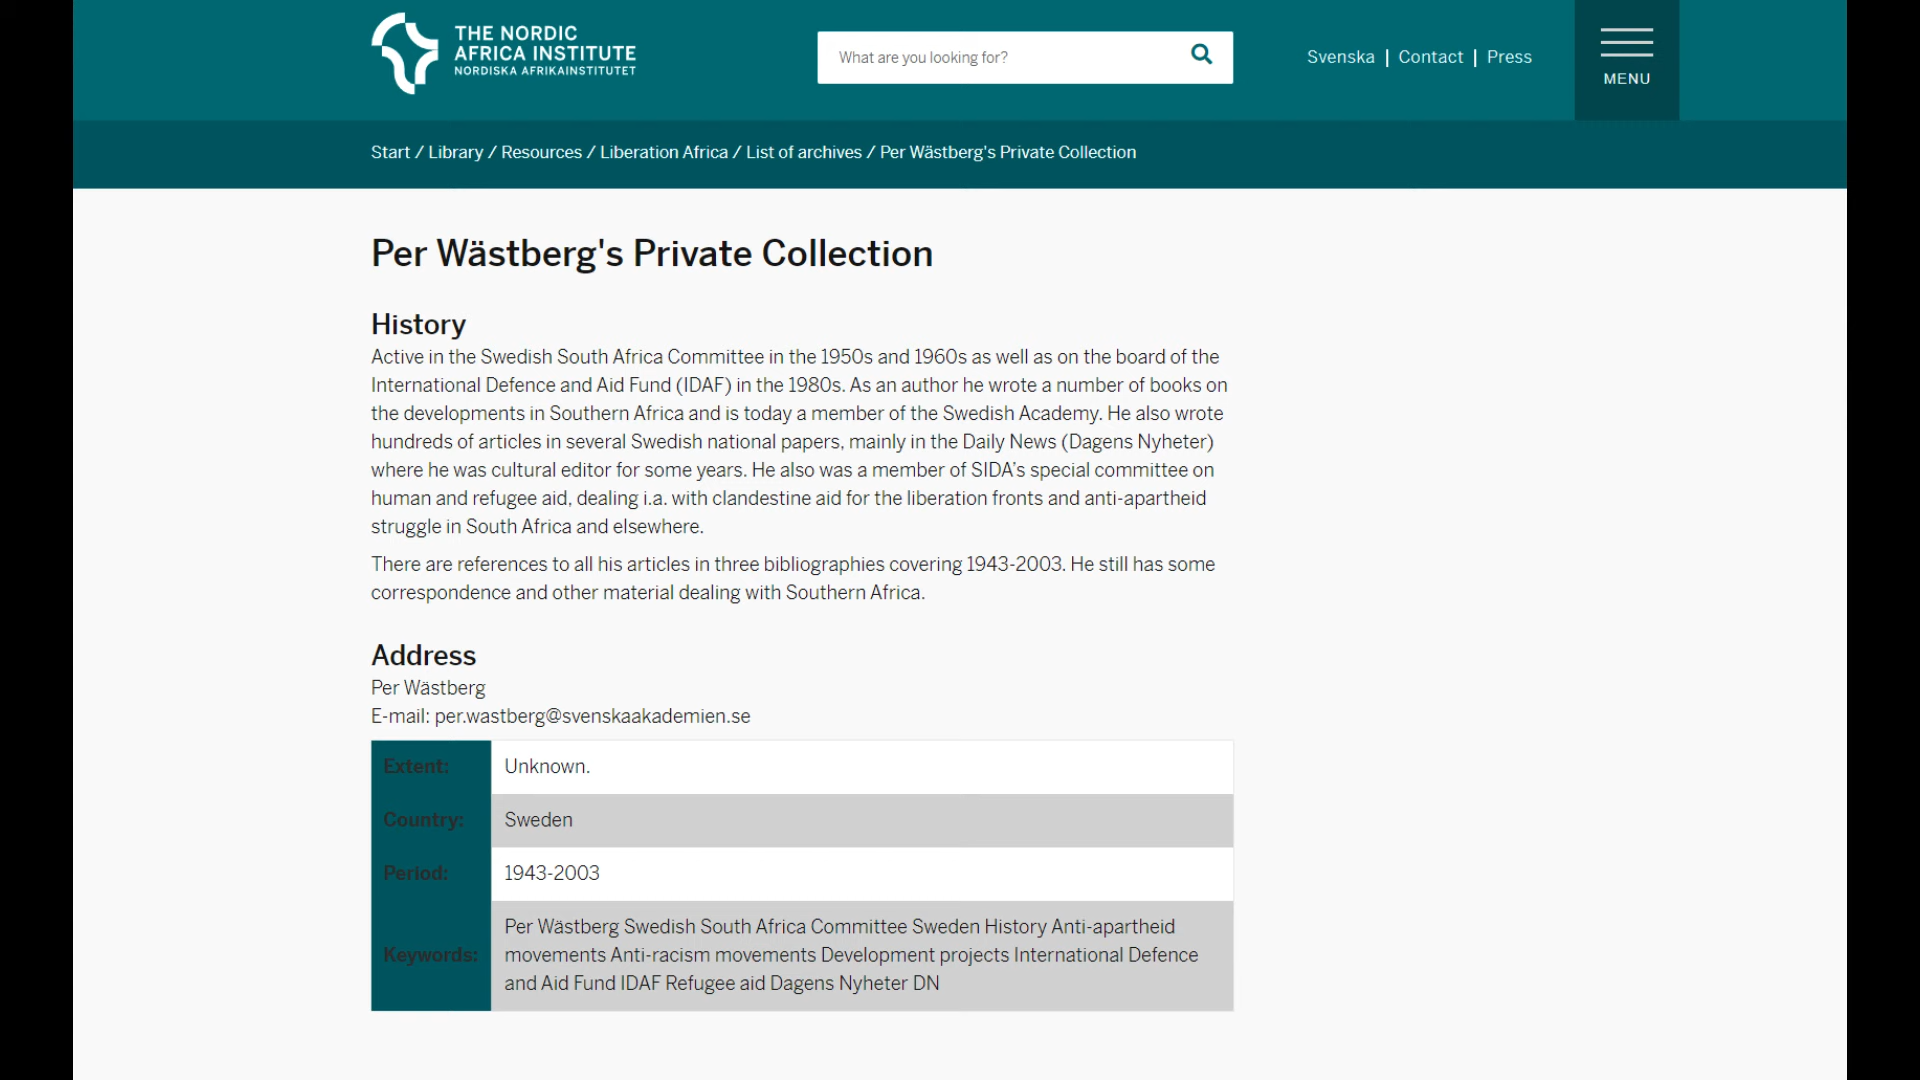 THE NORDIC
AFRICA INSTITUTE
NORDISKA AFRIKAINSTITUTET
What are you looking for?
Svenska | Contact | Press
MENU
Start / Library / Resources / Liberation Africa / List of archives / Per Wästberg's Private Collection
Per Wästberg's Private Collection
History
Active in the Swedish South Africa Committee in the 1950s and 1960s as well as on the board of the
International Defence and Aid Fund (IDAF) in the 1980s. As an author he wrote a number of books on
the developments in Southern Africa and is today a member of the Swedish Academy. He also wrote
hundreds of articles in several Swedish national papers, mainly in the Daily News (Dagens Nyheter)
where he was cultural editor for some years. He also was a member of SIDA’s special committee on
human and refugee aid, dealing i.a. with clandestine aid for the liberation fronts and anti-apartheid
struggle in South Africa and elsewhere.
There are references to all his articles in three bibliographies covering 1943-2003. He still has some
correspondence and other material dealing with Southern Africa.
Address
Per Wästberg
E-mail: per.wastberg@svenskaakademien.se
Extent: Unknown.
Country: Sweden
Period: 1943-2003
Keywords: Per Wästberg Swedish South Africa Committee Sweden History Anti-apartheid
movements Anti-racism movements Development projects International Defence
and Aid Fund IDAF Refugee aid Dagens Nyheter DN